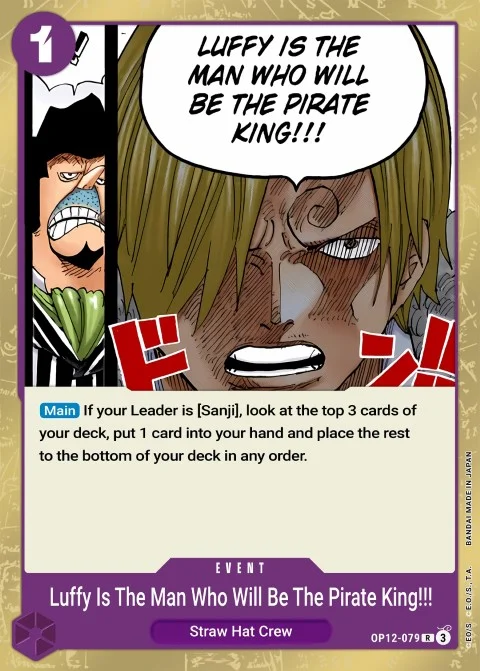 1
!!
LUFFY IS THE
MAN WHO WILL
BE THE PIRATE
KING!!!
ド
Main If your Leader is [Sanji], look at the top 3 cards of
your deck, put 1 card into your hand and place the rest
to the bottom of your deck in any order.
EVENT
Luffy Is The Man Who Will Be The Pirate King!!!
Straw Hat Crew
OP12-079 R 3
©E.O/S. ©E.O./S.,T.A. BANDAI MADE IN JAPAN